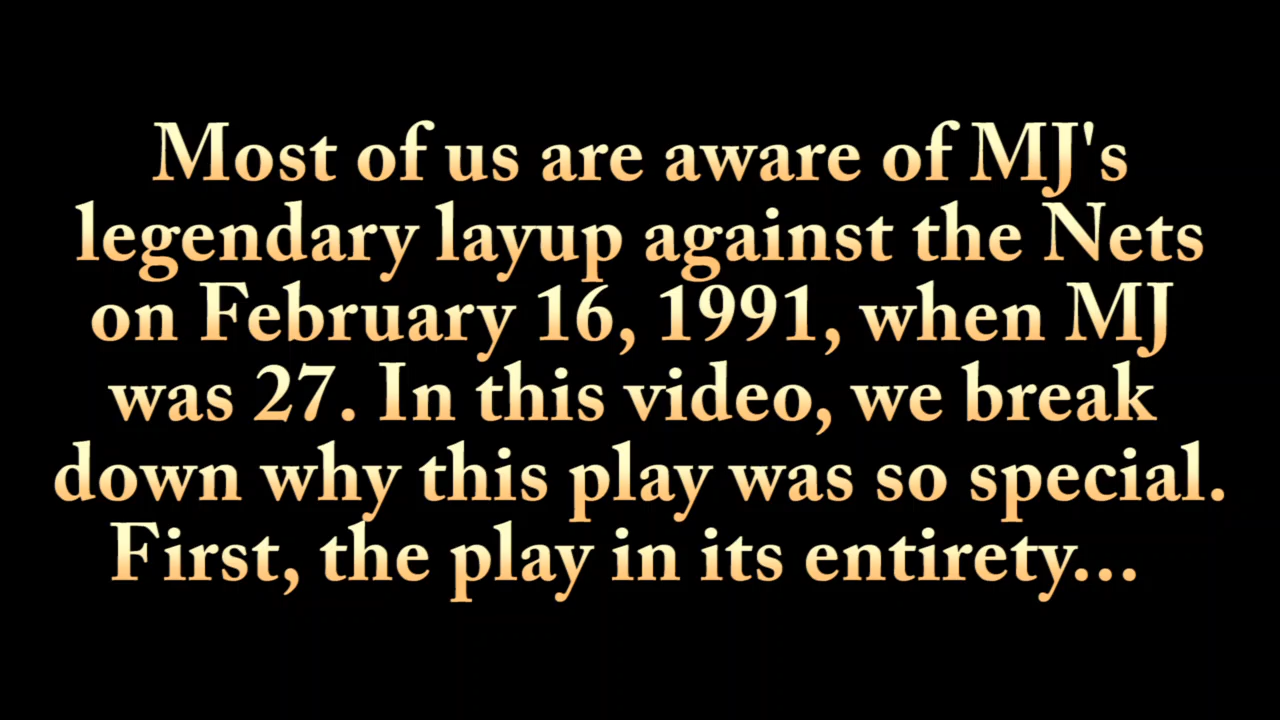 Most of us are aware of MJ's
legendary layup against the Nets
on February 16, 1991, when MJ
was 27. In this video, we break
down why this play was so special.
First, the play in its entirety...